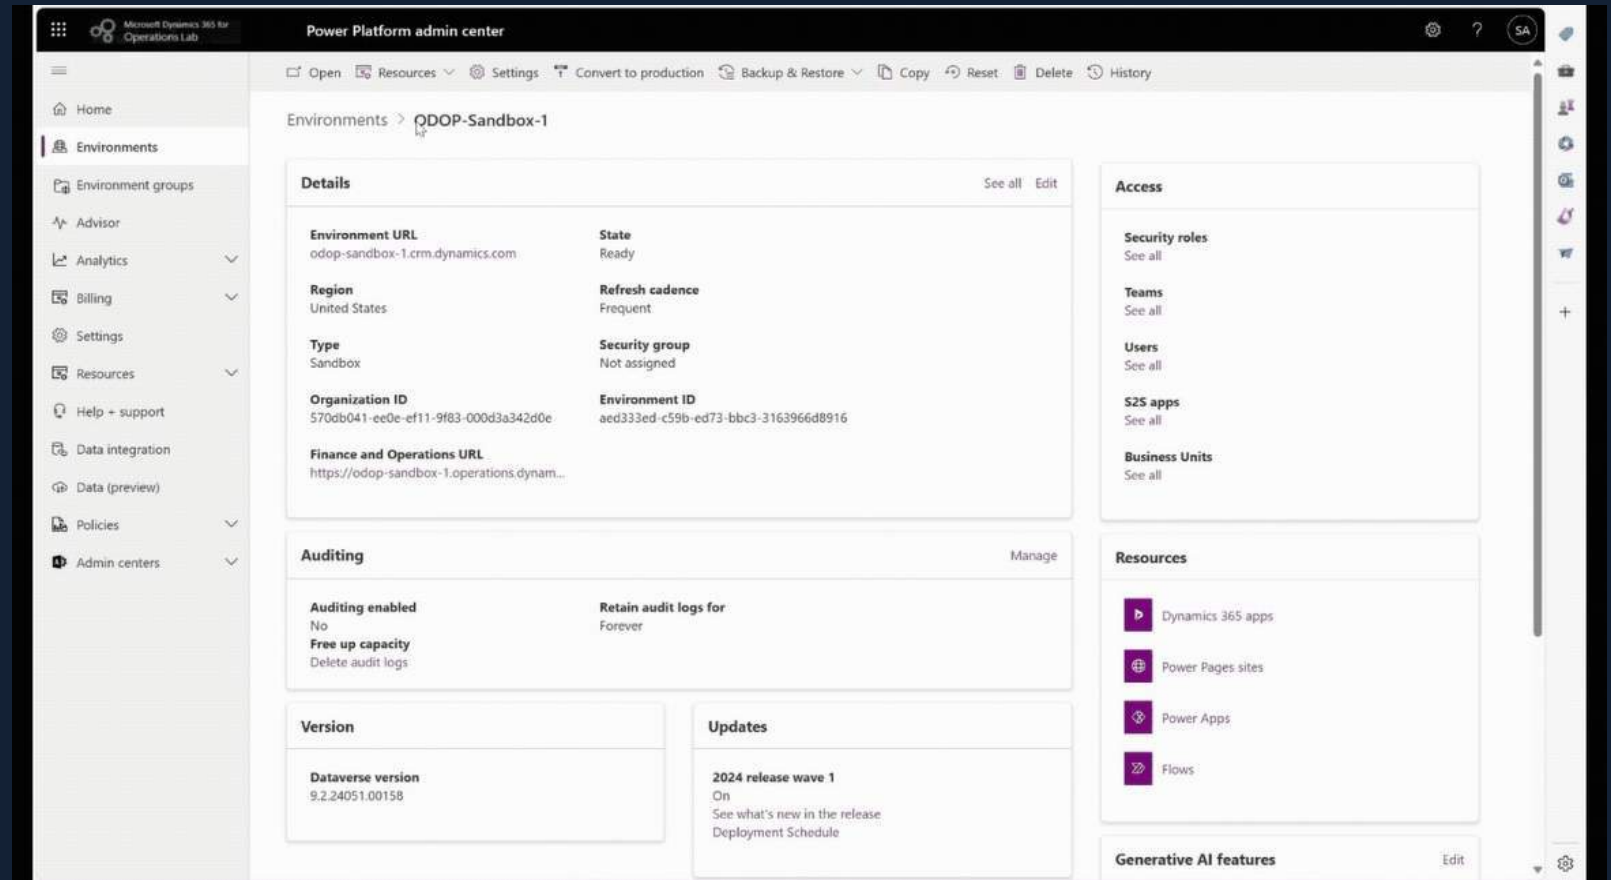 Microsoft Dynamics 365 for
Operations Lab
Power Platform admin center
SA
Open
Resources
Settings
Convert to production
Backup & Restore
Copy
Reset
Delete
History
Home
Environments
Environment groups
Advisor
Analytics
Billing
Settings
Resources
Help + support
Data integration
Data (preview)
Policies
Admin centers
Environments > ODOP-Sandbox-1
Details
See all
Edit
Environment URL
odop-sandbox-1.crm.dynamics.com
State
Ready
Region
United States
Refresh cadence
Frequent
Type
Sandbox
Security group
Not assigned
Organization ID
570db041-ee0e-ef11-9f83-000d3a342d0e
Environment ID
aed333ed-c59b-ed73-bbc3-3163966d8916
Finance and Operations URL
https://odop-sandbox-1.operations.dynam...
Access
Security roles
See all
Teams
See all
Users
See all
S2S apps
See all
Business Units
See all
Auditing
Manage
Auditing enabled
No
Retain audit logs for
Forever
Free up capacity
Delete audit logs
Resources
Dynamics 365 apps
Power Pages sites
Power Apps
Flows
Version
Dataverse version
9.2.24051.00158
Updates
2024 release wave 1
On
See what's new in the release
Deployment Schedule
Generative AI features
Edit